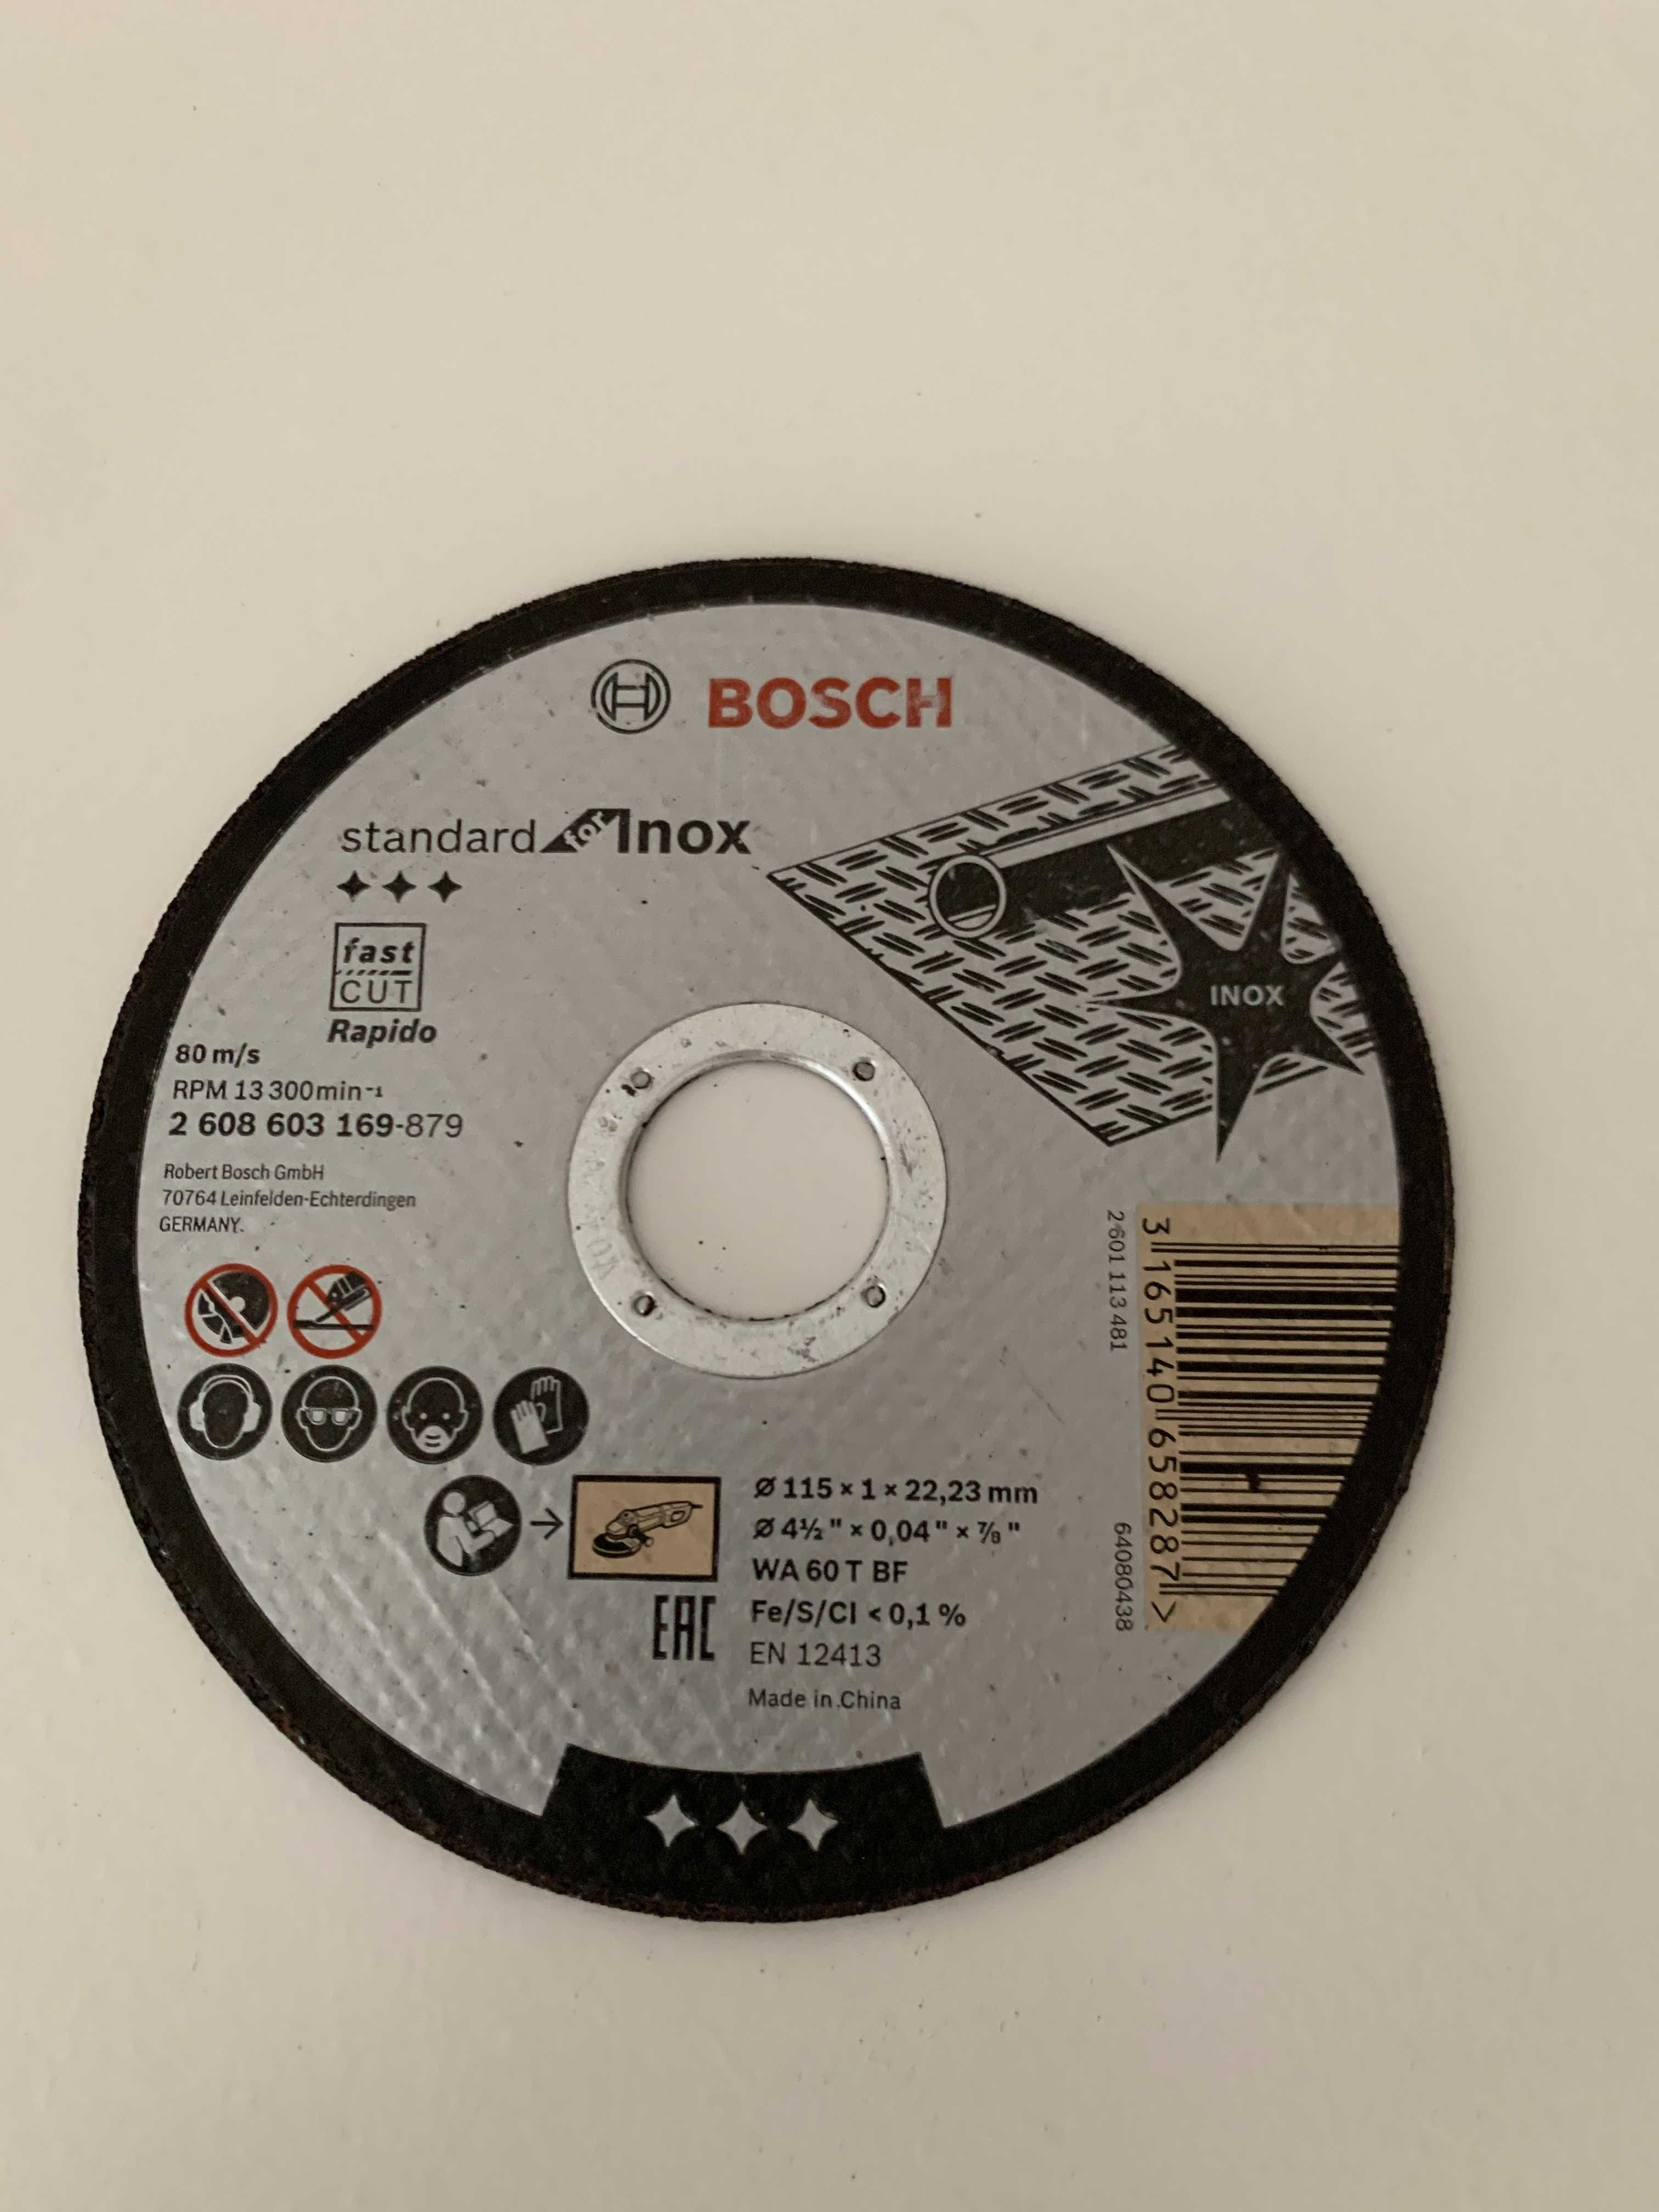 BOSCH
standard for Inox
fast
CUT
Rapido
80 m/s
RPM 13 300 min⁻¹
2 608 603 169-879
Robert Bosch GmbH
70764 Leinfelden-Echterdingen
GERMANY
INOX
2 601 113 481
3 165140 658287 >
64080438
Ø 115 × 1 × 22,23 mm
Ø 4½ " × 0,04 " × ⅞ "
WA 60 T BF
Fe/S/Cl < 0,1 %
EAC
EN 12413
Made in China